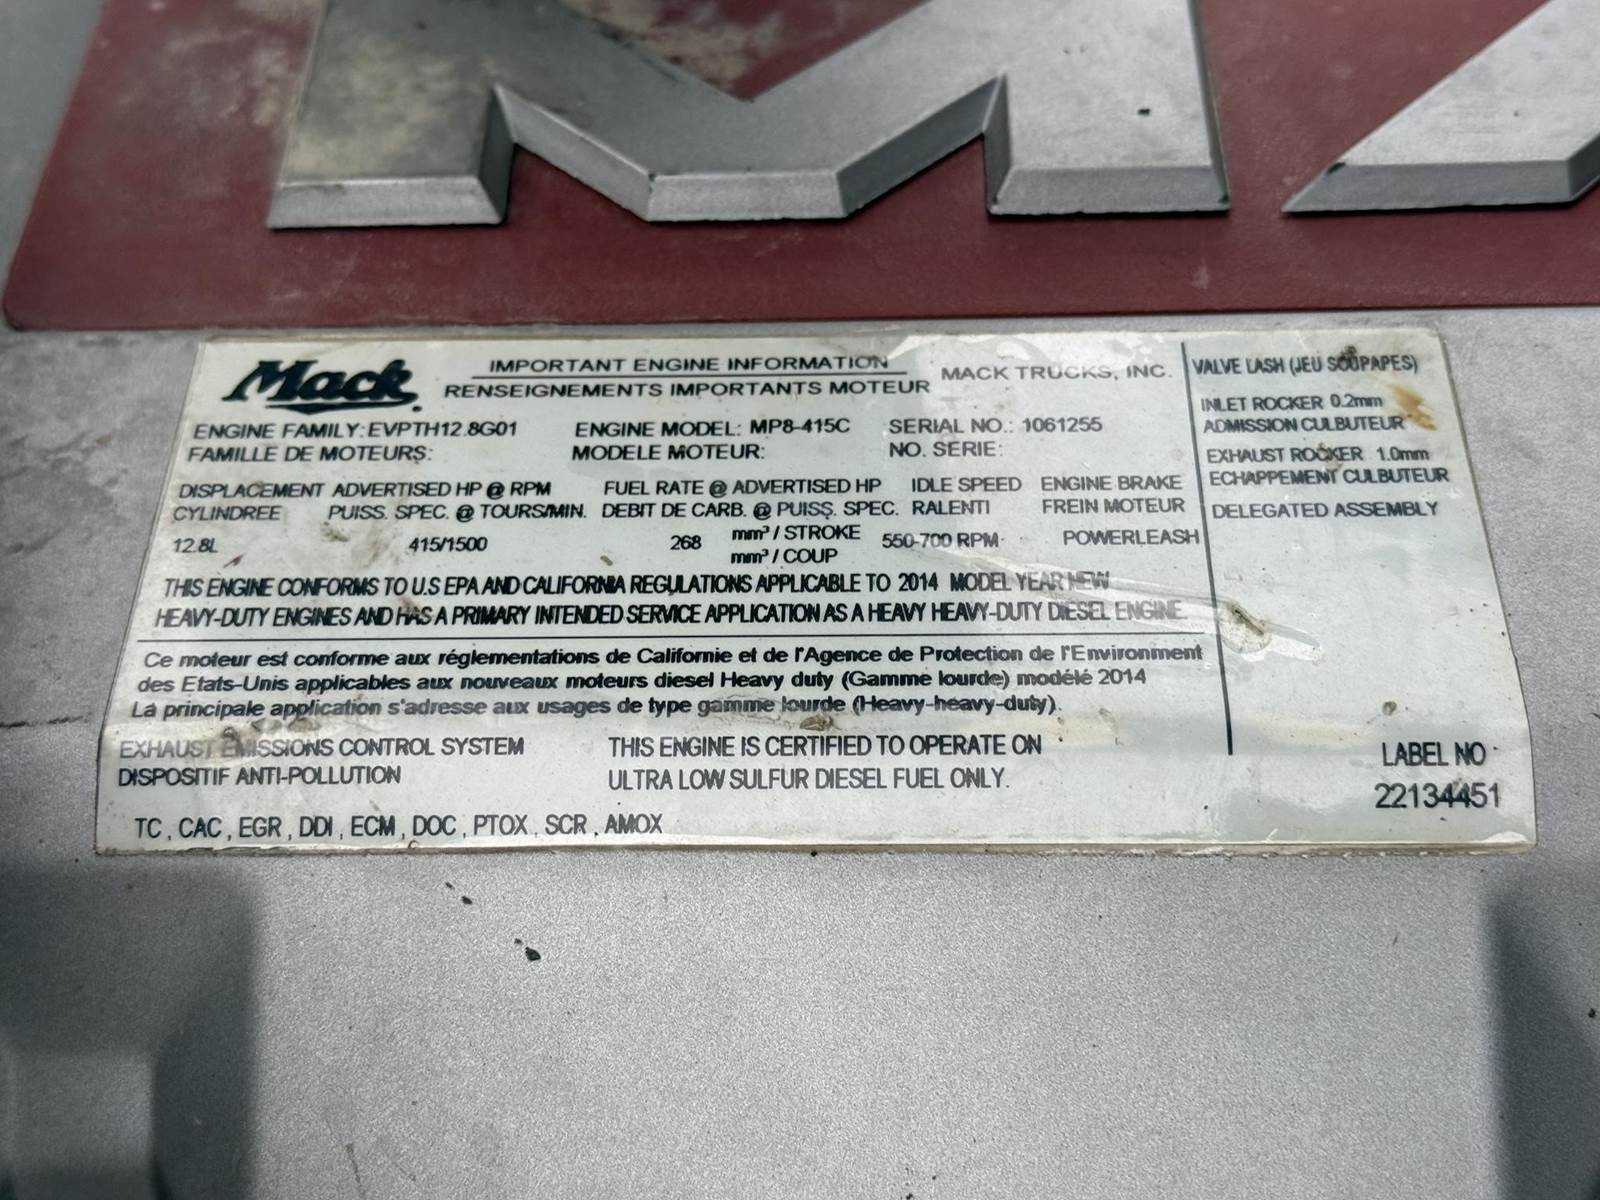 MA
Mack
IMPORTANT ENGINE INFORMATION
RENSEIGNEMENTS IMPORTANTS MOTEUR
MACK TRUCKS, INC.
ENGINE FAMILY: EVPTH12.8G01 ENGINE MODEL: MP8-415C SERIAL NO.: 1061255
FAMILLE DE MOTEURS: MODELE MOTEUR: NO. SERIE:
DISPLACEMENT ADVERTISED HP @ RPM FUEL RATE @ ADVERTISED HP IDLE SPEED ENGINE BRAKE
CYLINDREE PUISS. SPEC. @ TOURS/MIN. DEBIT DE CARB. @ PUISS. SPEC. RALENTI FREIN MOTEUR
12.8L 415/1500 268 mm³ / STROKE 550-700 RPM POWERLEASH
mm³ / COUP
THIS ENGINE CONFORMS TO U.S EPA AND CALIFORNIA REGULATIONS APPLICABLE TO 2014 MODEL YEAR NEW
HEAVY-DUTY ENGINES AND HAS A PRIMARY INTENDED SERVICE APPLICATION AS A HEAVY HEAVY-DUTY DIESEL ENGINE.
Ce moteur est conforme aux réglementations de Californie et de l'Agence de Protection de l'Environment
des Etats-Unis applicables aux nouveaux moteurs diesel Heavy duty (Gamme lourde) modélé 2014
La principale application s'adresse aux usages de type gamme lourde (Heavy-heavy-duty).
EXHAUST EMISSIONS CONTROL SYSTEM
DISPOSITIF ANTI-POLLUTION
TC , CAC , EGR , DDI , ECM , DOC , PTOX , SCR , AMOX
THIS ENGINE IS CERTIFIED TO OPERATE ON
ULTRA LOW SULFUR DIESEL FUEL ONLY.
VALVE LASH (JEU SOUPAPES)
INLET ROCKER 0.2mm
ADMISSION CULBUTEUR
EXHAUST ROCKER 1.0mm
ECHAPPEMENT CULBUTEUR
DELEGATED ASSEMBLY
LABEL NO
22134451